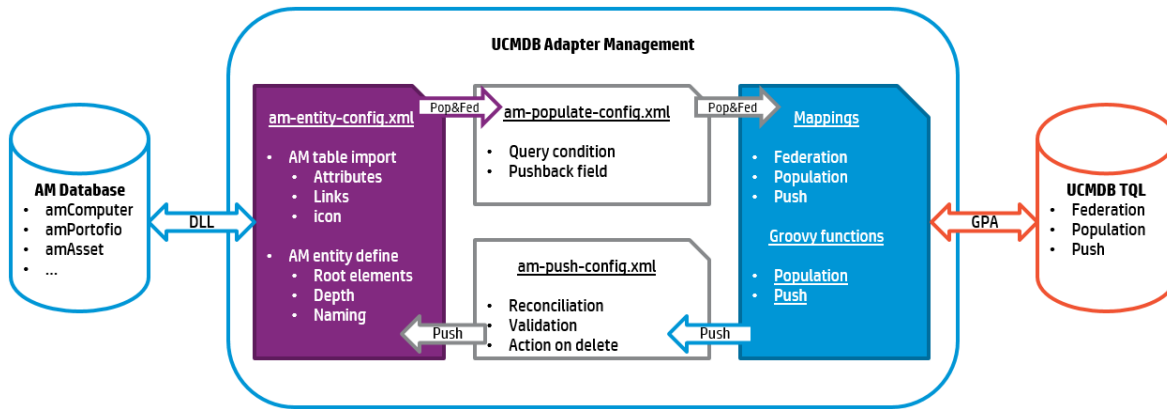 UCMDB Adapter Management
AM Database
• amComputer
• amPortofio
• amAsset
• ...
DLL
am-entity-config.xml
• AM table import
• Attributes
• Links
• icon
• AM entity define
• Root elements
• Depth
• Naming
Pop&Fed
am-populate-config.xml
• Query condition
• Pushback field
Pop&Fed
am-push-config.xml
• Reconciliation
• Validation
• Action on delete
Push
Push
Mappings
• Federation
• Population
• Push
Groovy functions
• Population
• Push
GPA
UCMDB TQL
• Federation
• Population
• Push